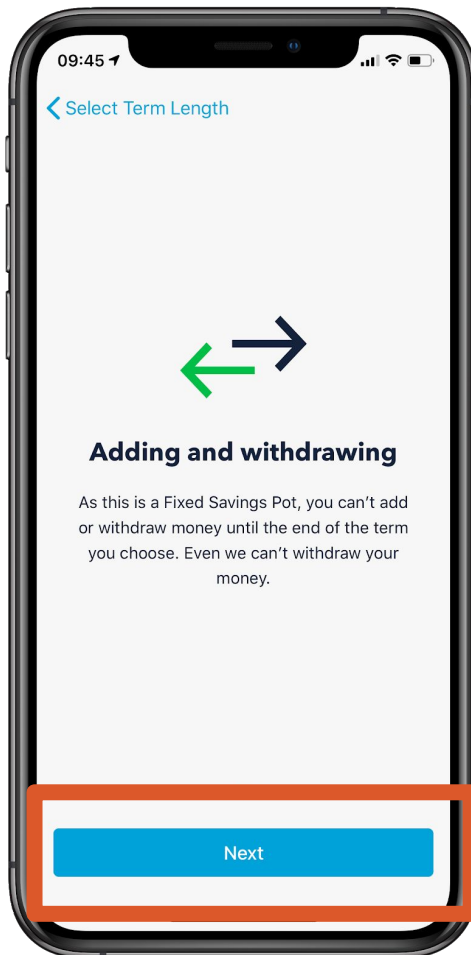 09:45
Select Term Length
Adding and withdrawing
As this is a Fixed Savings Pot, you can’t add
or withdraw money until the end of the term
you choose. Even we can’t withdraw your
money.
Next